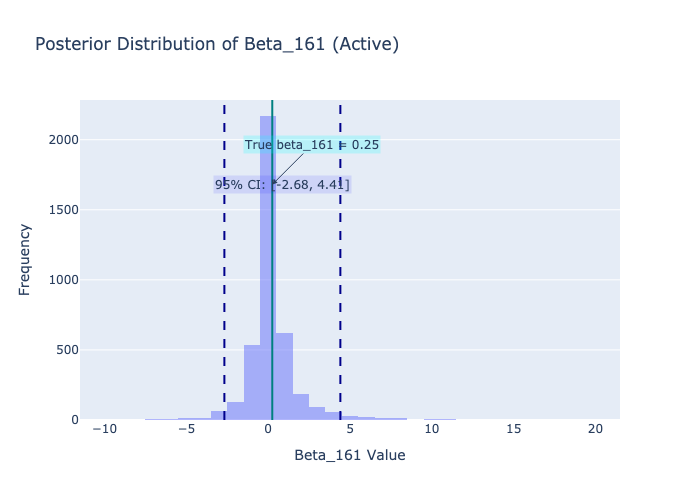 Posterior Distribution of Beta_161 (Active)
2000
1500
1000
500
0
Frequency
True beta_161 = 0.25
95% CI: [-2.68, 4.41]
−10
−5
0
5
10
15
20
Beta_161 Value